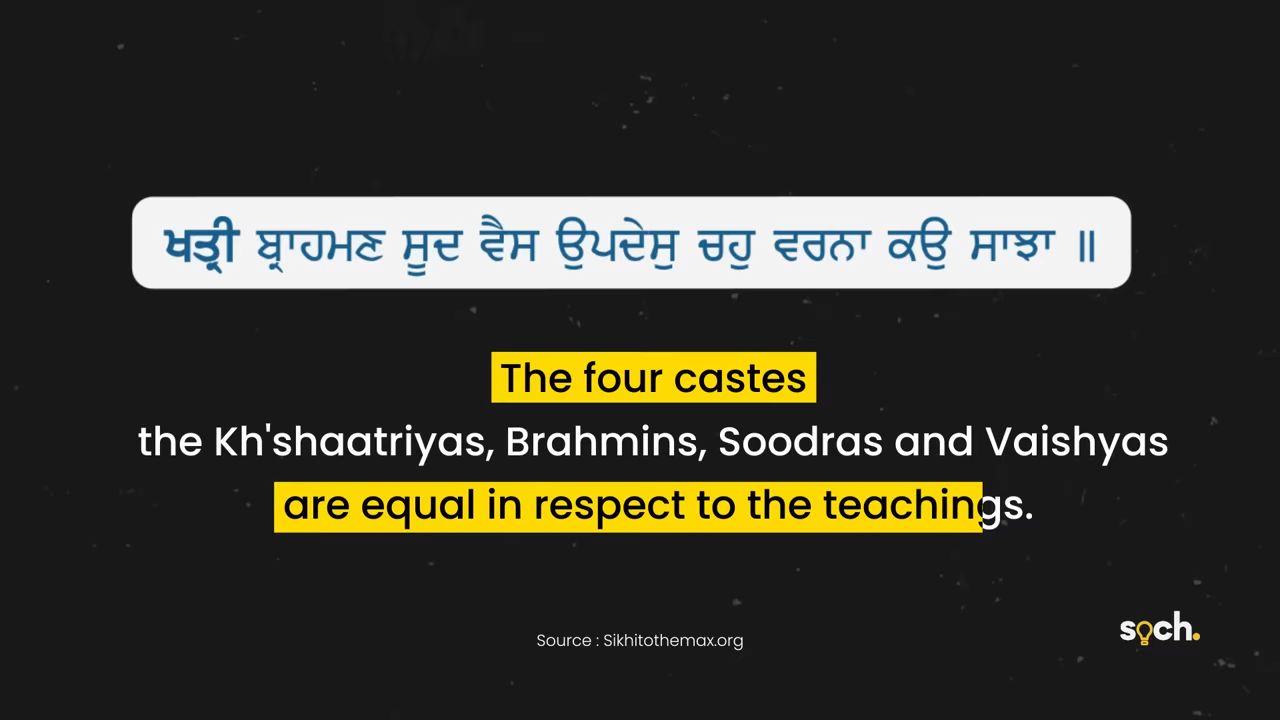 ਖਤ੍ਰੀ ਬ੍ਰਾਹਮਣ ਸੂਦ ਵੈਸ ਉਪਦੇਸੁ ਚਹੁ ਵਰਨਾ ਕਉ ਸਾਝਾ ॥
The four castes
the Kh'shaatriyas, Brahmins, Soodras and Vaishyas
are equal in respect to the teachings.
Source : Sikhitothemax.org
soch.